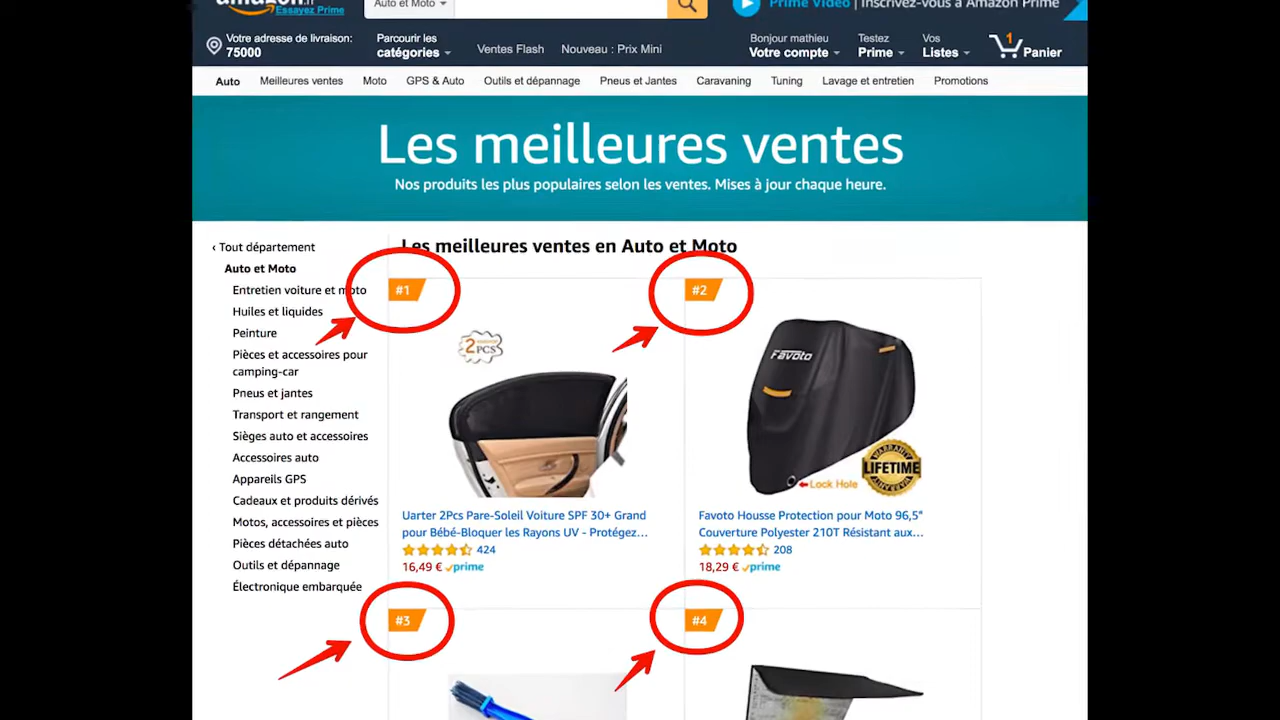 amazon.fr
Essayez Prime
Auto et Moto
Prime Video | Inscrivez-vous à Amazon Prime
Votre adresse de livraison:
75000
Parcourir les
catégories
Ventes Flash
Nouveau : Prix Mini
Bonjour mathieu
Votre compte
Testez
Prime
Vos
Listes
1
Panier
Auto
Meilleures ventes
Moto
GPS & Auto
Outils et dépannage
Pneus et Jantes
Caravaning
Tuning
Lavage et entretien
Promotions
Les meilleures ventes
Nos produits les plus populaires selon les ventes. Mises à jour chaque heure.
‹ Tout département
Auto et Moto
Entretien voiture et moto
Huiles et liquides
Peinture
Pièces et accessoires pour
camping-car
Pneus et jantes
Transport et rangement
Sièges auto et accessoires
Accessoires auto
Appareils GPS
Cadeaux et produits dérivés
Motos, accessoires et pièces
Pièces détachées auto
Outils et dépannage
Électronique embarquée
Les meilleures ventes en Auto et Moto
#1
2
PCS
Uarter 2Pcs Pare-Soleil Voiture SPF 30+ Grand
pour Bébé-Bloquer les Rayons UV - Protégez...
424
16,49 € prime
#2
Favoto
WARRANTY
LIFETIME
WARRANTY
Lock Hole
Favoto Housse Protection pour Moto 96,5"
Couverture Polyester 210T Résistant aux...
208
18,29 € prime
#3
#4